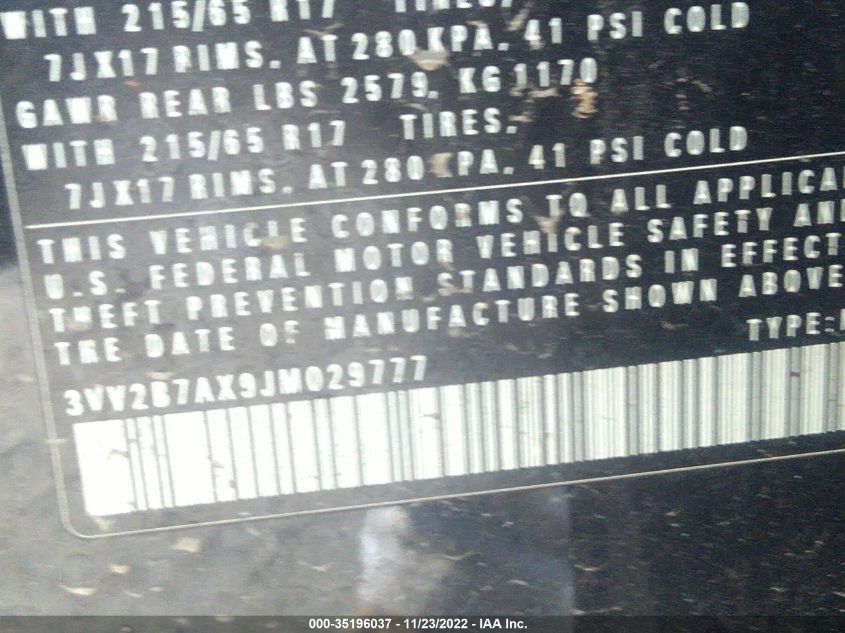 WITH 215/65 R17 TIRES,
7JX17 RIMS. AT 280 KPA. 41 PSI COLD
GAWR REAR LBS 2579. KG 1170
WITH 215/65 R17 TIRES.
7JX17 RIMS. AT 280 KPA. 41 PSI COLD
THIS VEHICLE CONFORMS TO ALL APPLICA
U.S. FEDERAL MOTOR VEHICLE SAFETY AND
THEFT PREVENTION STANDARDS IN EFFECT
THE DATE OF MANUFACTURE SHOWN ABOVE
TYPE:
3VV2B7AX9JM029777
000-35196037 - 11/23/2022 - IAA Inc.